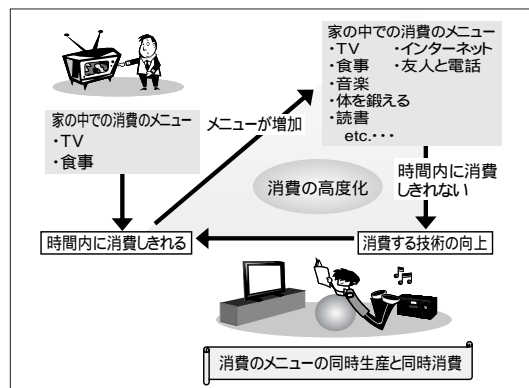 家の中での消費のメニュー
・TV
・食事
メニューが増加
家の中での消費のメニュー
・TV ・インターネット
・食事 ・友人と電話
・音楽
・体を鍛える
・読書
etc.・・・
時間内に消費
しきれない
消費の高度化
時間内に消費しきれる
消費する技術の向上
消費のメニューの同時生産と同時消費